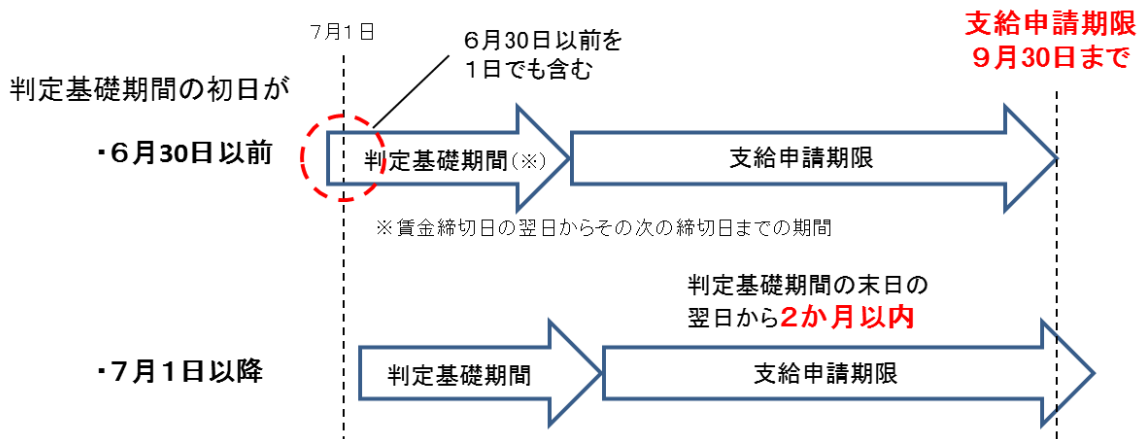 7月1日
6月30日以前を
1日でも含む
支給申請期限
9月30日まで
判定基礎期間の初日が
・6月30日以前
判定基礎期間(※)
支給申請期限
※賃金締切日の翌日からその次の締切日までの期間
判定基礎期間の末日の
翌日から2か月以内
・7月1日以降
判定基礎期間
支給申請期限